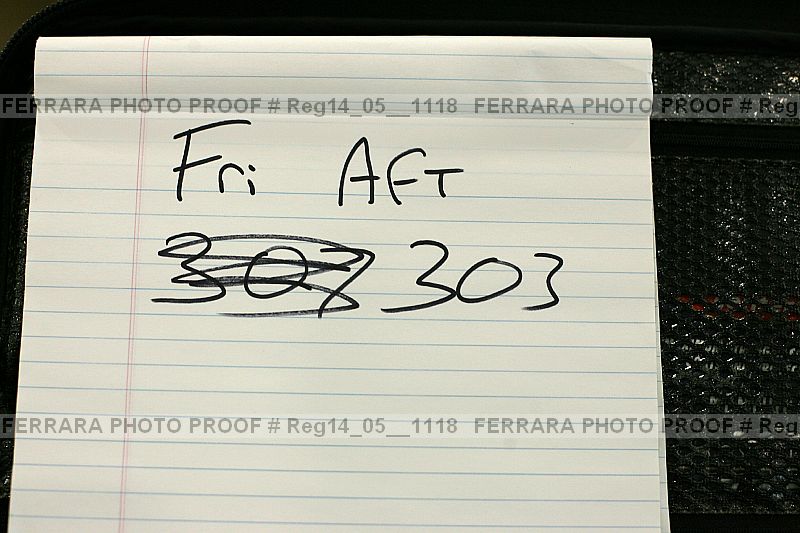 FERRARA PHOTO PROOF # Reg14_05__1118 FERRARA PHOTO PROOF # Reg
Fri AFT
307 303
FERRARA PHOTO PROOF # Reg14_05__1118 FERRARA PHOTO PROOF # Reg